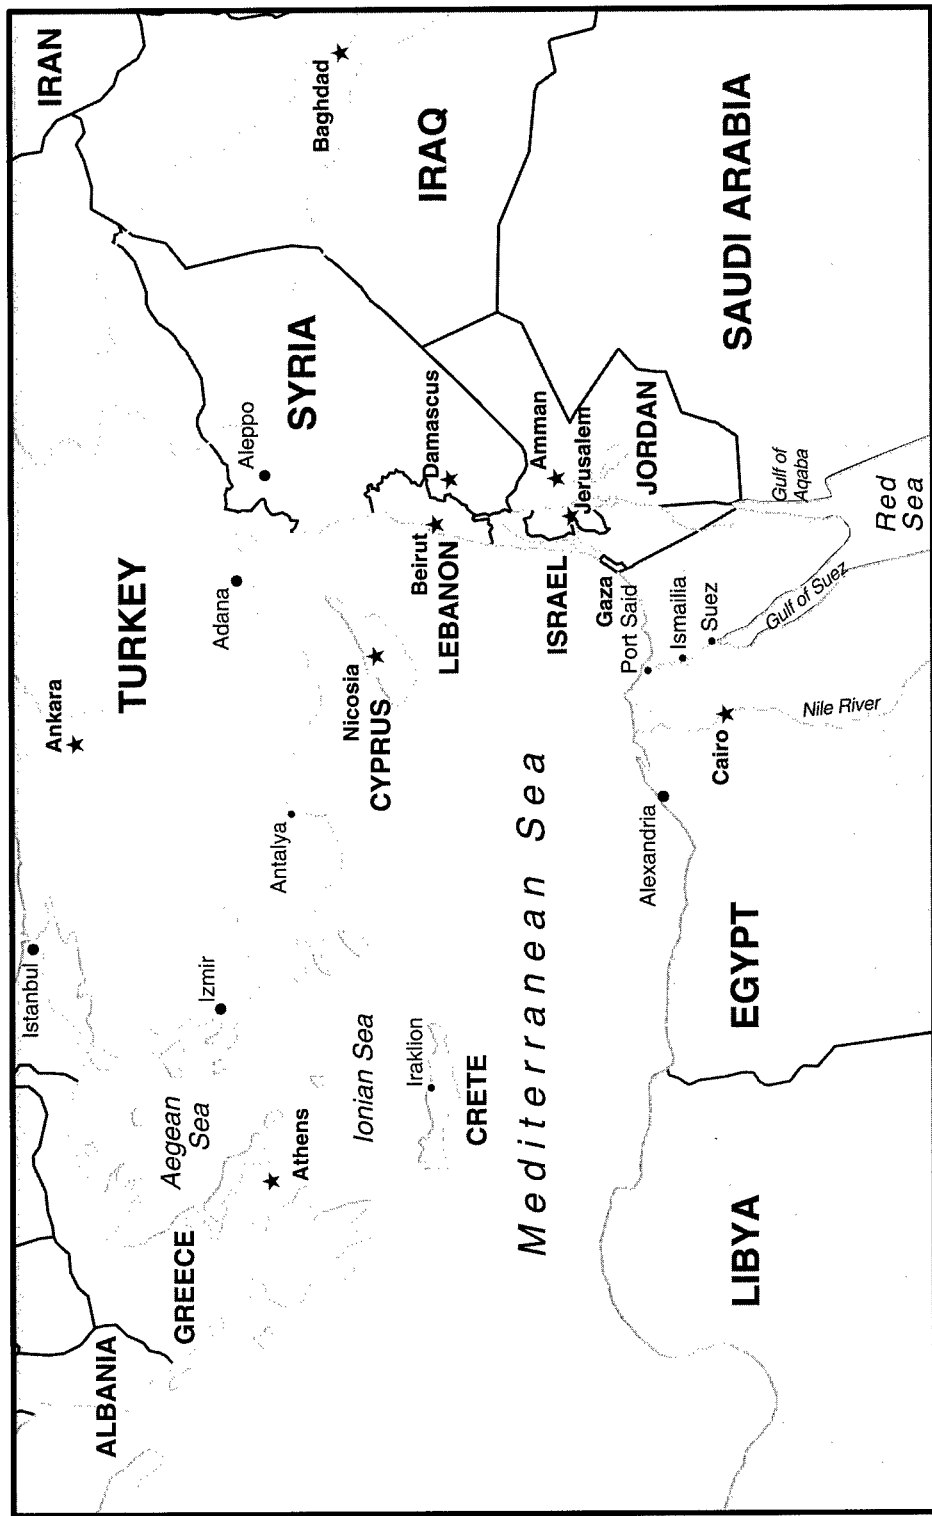 IRAN
Istanbul
Ankara
ALBANIA
GREECE
Aegean
Sea
Izmir
TURKEY
Adana
Aleppo
Athens
Antalya
SYRIA
Baghdad
Ionian Sea
Nicosia
CYPRUS
Iraklion
CRETE
Beirut
LEBANON
Damascus
IRAQ
Mediterranean Sea
ISRAEL
Amman
Jerusalem
Gaza
Port Said
JORDAN
Alexandria
Ismailia
Suez
Cairo
LIBYA
EGYPT
SAUDI ARABIA
Gulf of
Aqaba
Gulf of Suez
Nile River
Red
Sea